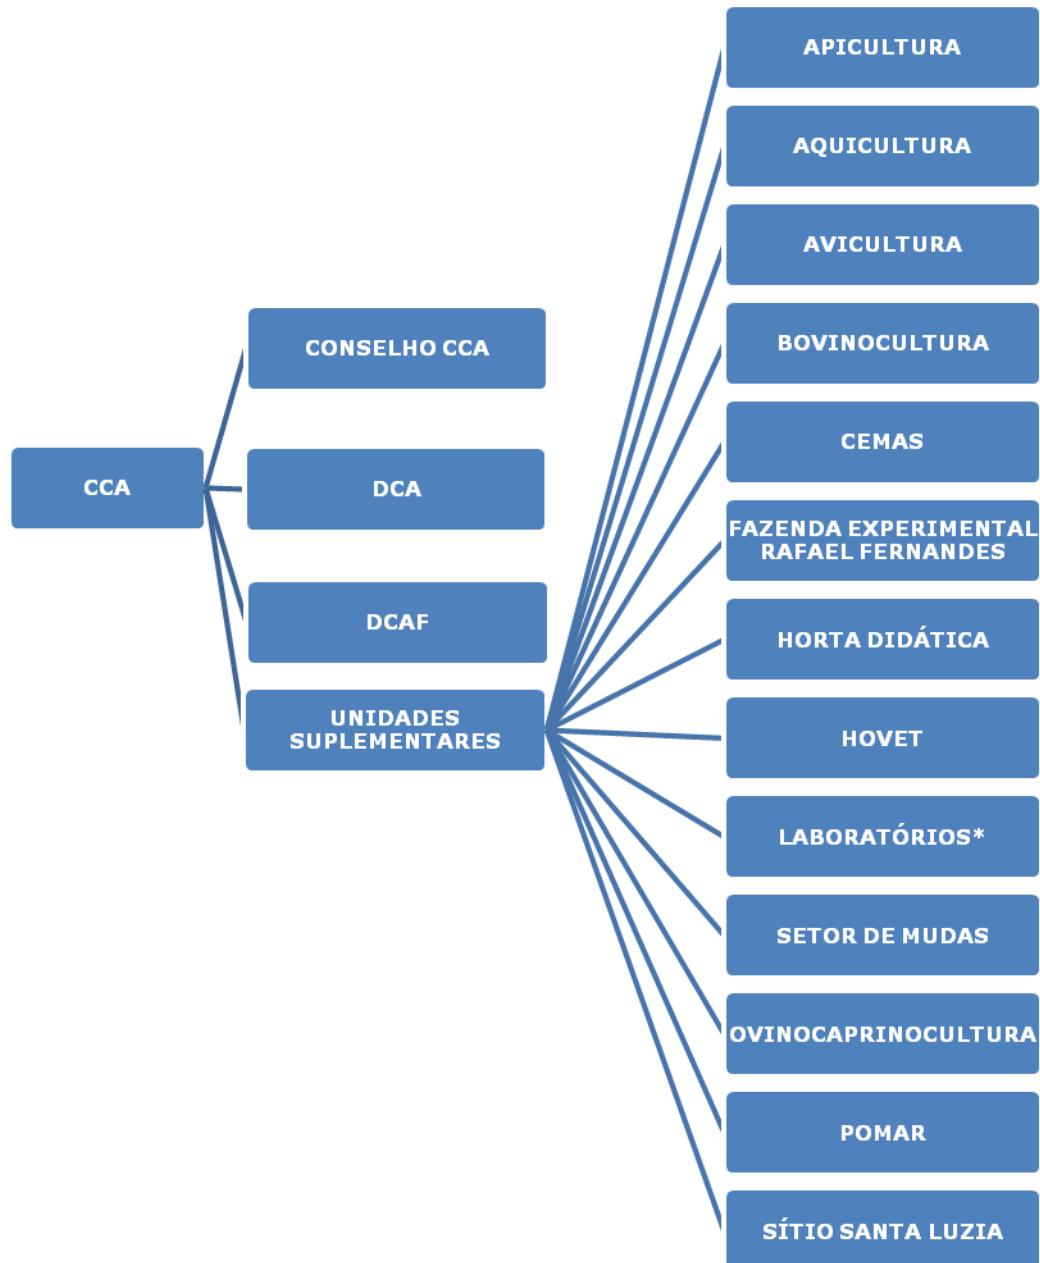 CCA
CONSELHO CCA
DCA
DCAF
UNIDADES
SUPLEMENTARES
APICULTURA
AQUICULTURA
AVICULTURA
BOVINOCULTURA
CEMAS
FAZENDA EXPERIMENTAL
RAFAEL FERNANDES
HORTA DIDÁTICA
HOVET
LABORATÓRIOS*
SETOR DE MUDAS
OVINOCAPRINOCULTURA
POMAR
SÍTIO SANTA LUZIA